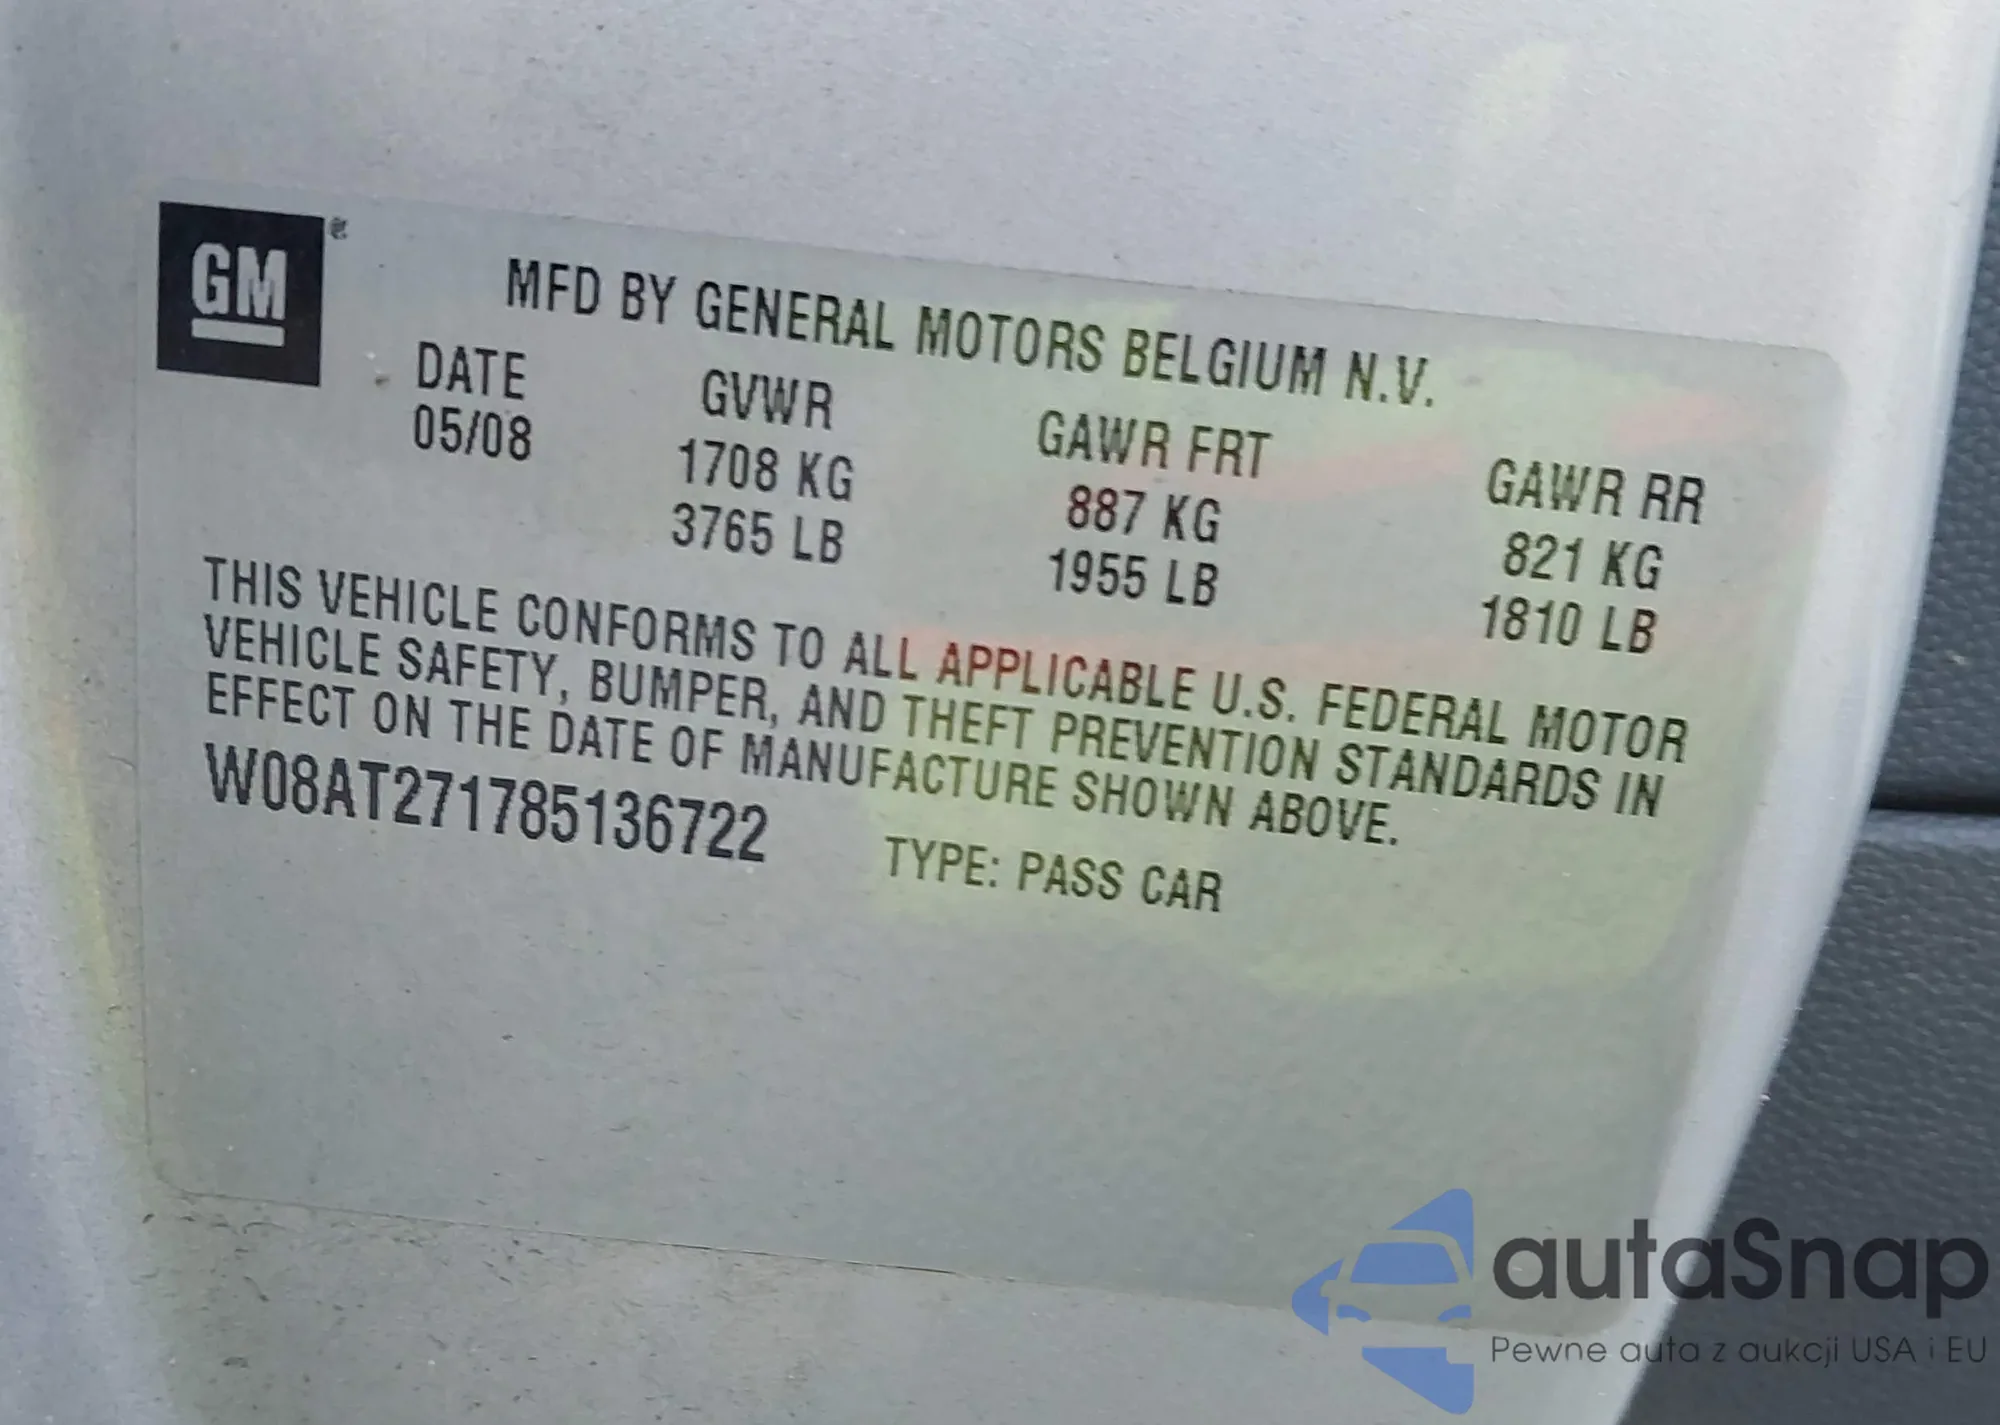 GM ®
MFD BY GENERAL MOTORS BELGIUM N.V.
DATE GVWR GAWR FRT GAWR RR
05/08 1708 KG 887 KG 821 KG
3765 LB 1955 LB 1810 LB
THIS VEHICLE CONFORMS TO ALL APPLICABLE U.S. FEDERAL MOTOR
VEHICLE SAFETY, BUMPER, AND THEFT PREVENTION STANDARDS IN
EFFECT ON THE DATE OF MANUFACTURE SHOWN ABOVE.
W08AT271785136722 TYPE: PASS CAR
autaSnap
Pewne auta z aukcji USA i EU